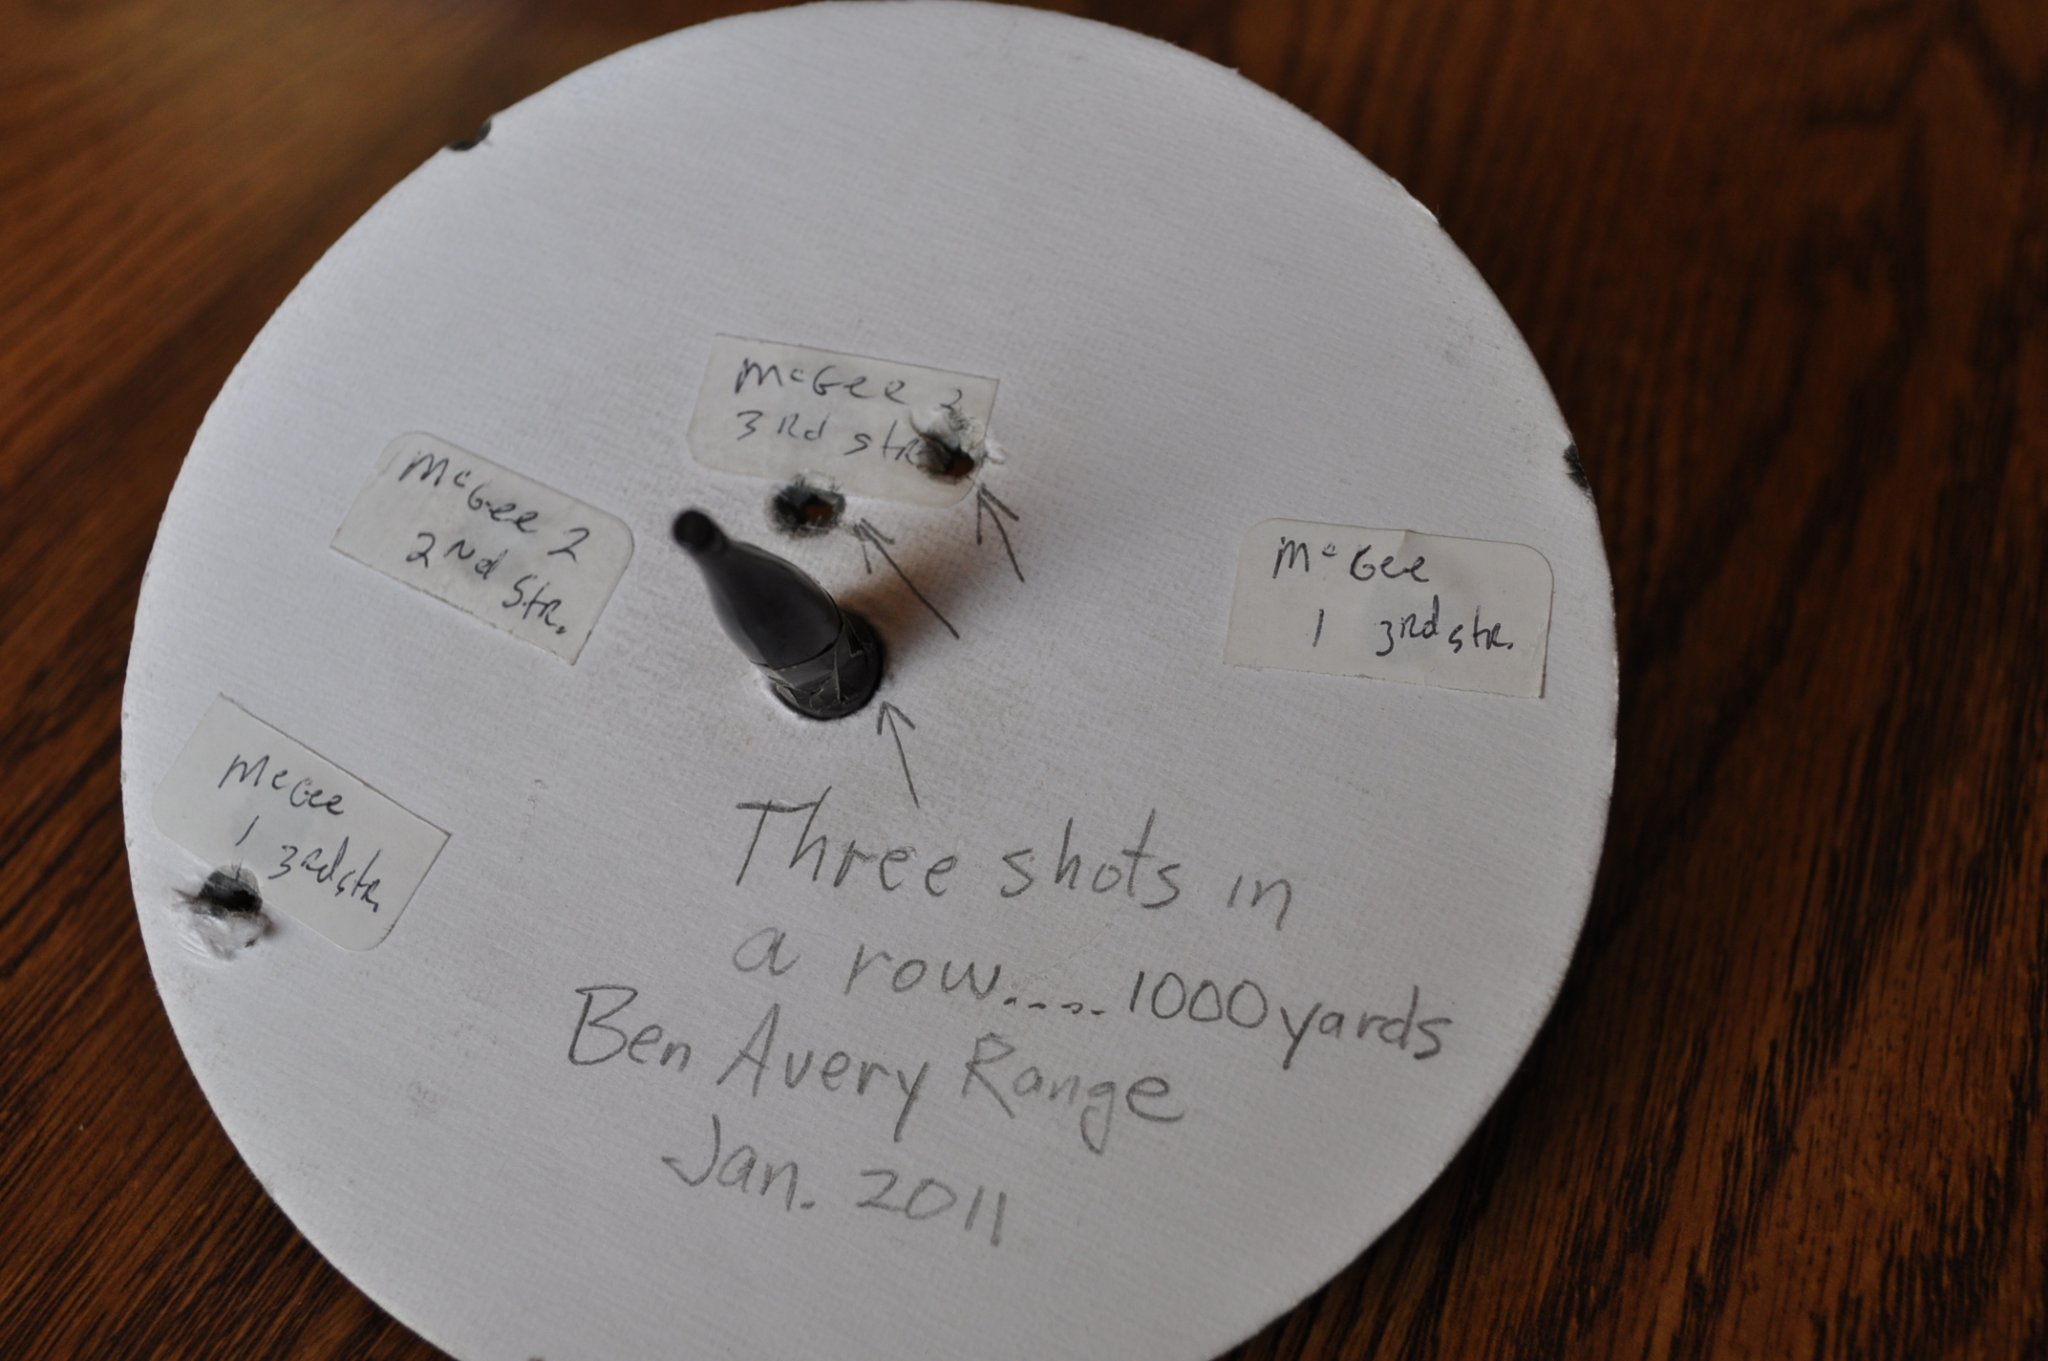 McGee 2
3rd str
McGee 2
2nd Str.
McGee
1 3rd str.
McGee
1 3rd str.
Three shots in
a row..... 1000 yards
Ben Avery Range
Jan. 2011